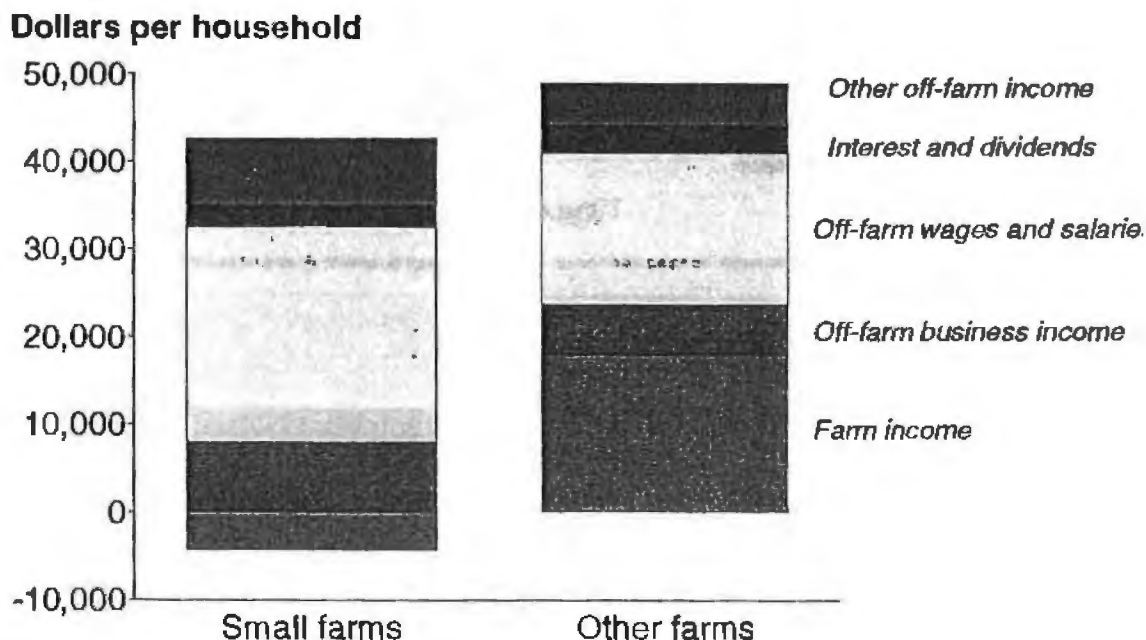 Dollars per household
50,000
40,000
30,000
20,000
10,000
0
-10,000
Other off-farm income
Interest and dividends
Off-farm wages and salarie
Off-farm business income
Farm income
Small farms
Other farms